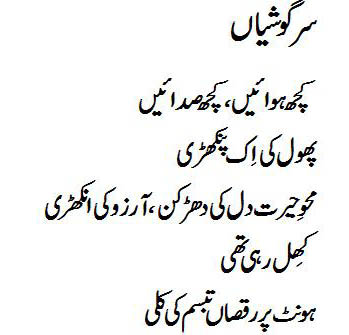 سرگوشیاں
کچھ ہوائیں، کچھ صدائیں
پھول کی اِک پنکھڑی
محوِ حیرت دل کی دھڑکن، آرزو کی انکھڑی
کھِل رہی تھی
ہونٹ پر رقصاں تبسم کی کلی